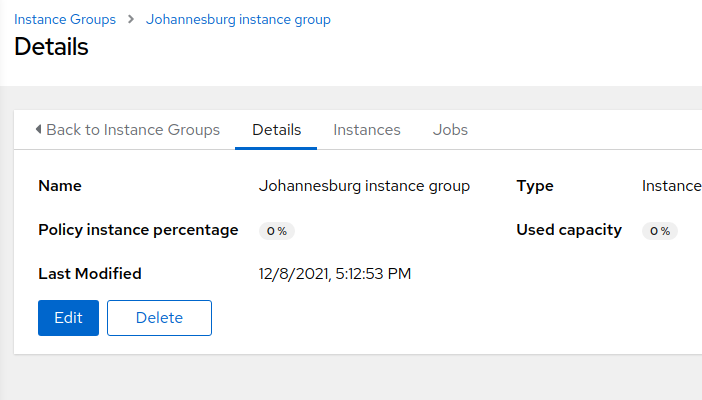 Instance Groups > Johannesburg instance group
Details
Back to Instance Groups Details Instances Jobs
Name Johannesburg instance group Type Instance
Policy instance percentage 0 % Used capacity 0 %
Last Modified 12/8/2021, 5:12:53 PM
Edit Delete